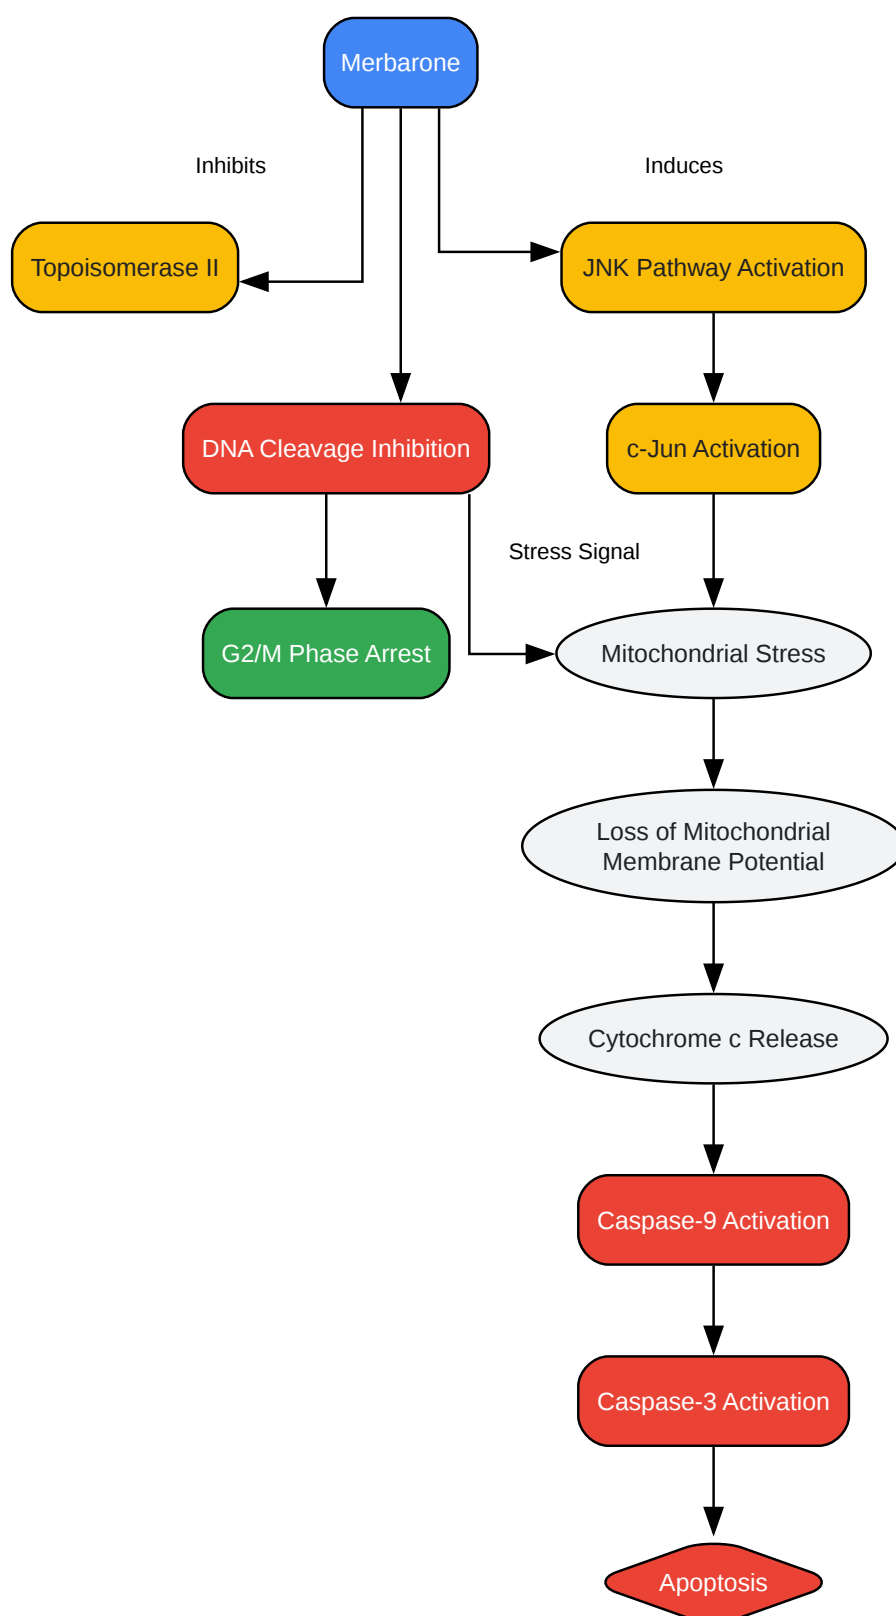 Merbarone
Inhibits
Induces
Topoisomerase II
JNK Pathway Activation
DNA Cleavage Inhibition
c-Jun Activation
Stress Signal
G2/M Phase Arrest
Mitochondrial Stress
Loss of Mitochondrial
Membrane Potential
Cytochrome c Release
Caspase-9 Activation
Caspase-3 Activation
Apoptosis